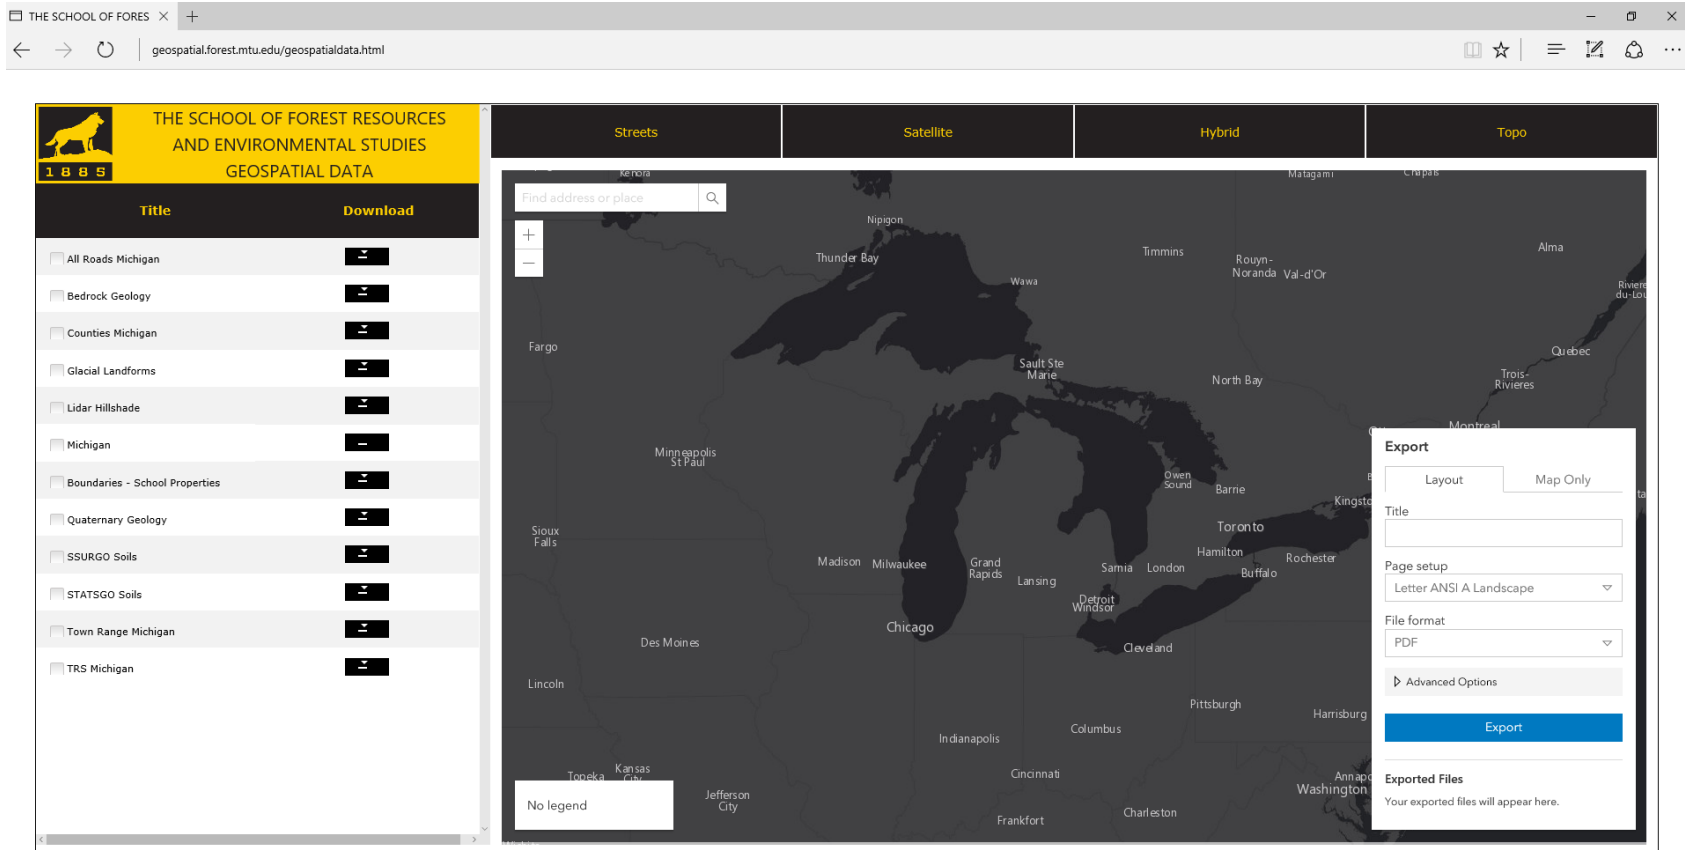 THE SCHOOL OF FORES
geospatial.forest.mtu.edu/geospatialdata.html
1885
THE SCHOOL OF FOREST RESOURCES
AND ENVIRONMENTAL STUDIES
GEOSPATIAL DATA
Title Download
All Roads Michigan
Bedrock Geology
Counties Michigan
Glacial Landforms
Lidar Hillshade
Michigan
Boundaries - School Properties
Quaternary Geology
SSURGO Soils
STATSGO Soils
Town Range Michigan
TRS Michigan
Streets Satellite Hybrid Topo
Find address or place
Kenora
Matagami
Chapais
Nipigon
Thunder Bay
Timmins
Rouyn-
Noranda
Val-d'Or
Alma
Wawa
Riviere
du-Lou
Fargo
Sault Ste
Marie
North Bay
Quebec
Trois-
Rivieres
Montreal
Minneapolis
St Paul
Owen
Sound
Barrie
Kingsto
Toronto
Sioux
Falls
Madison
Milwaukee
Grand
Rapids
Lansing
Sarnia
London
Hamilton
Buffalo
Rochester
Detroit
Windsor
Chicago
Des Moines
Cleveland
Lincoln
Pittsburgh
Harrisburg
Columbus
Indianapolis
Topeka
Kansas
City
Cincinnati
Annapo
Washington
Jefferson
City
Charleston
Frankfort
No legend
Export
Layout Map Only
Title
Page setup
Letter ANSI A Landscape
File format
PDF
Advanced Options
Export
Exported Files
Your exported files will appear here.